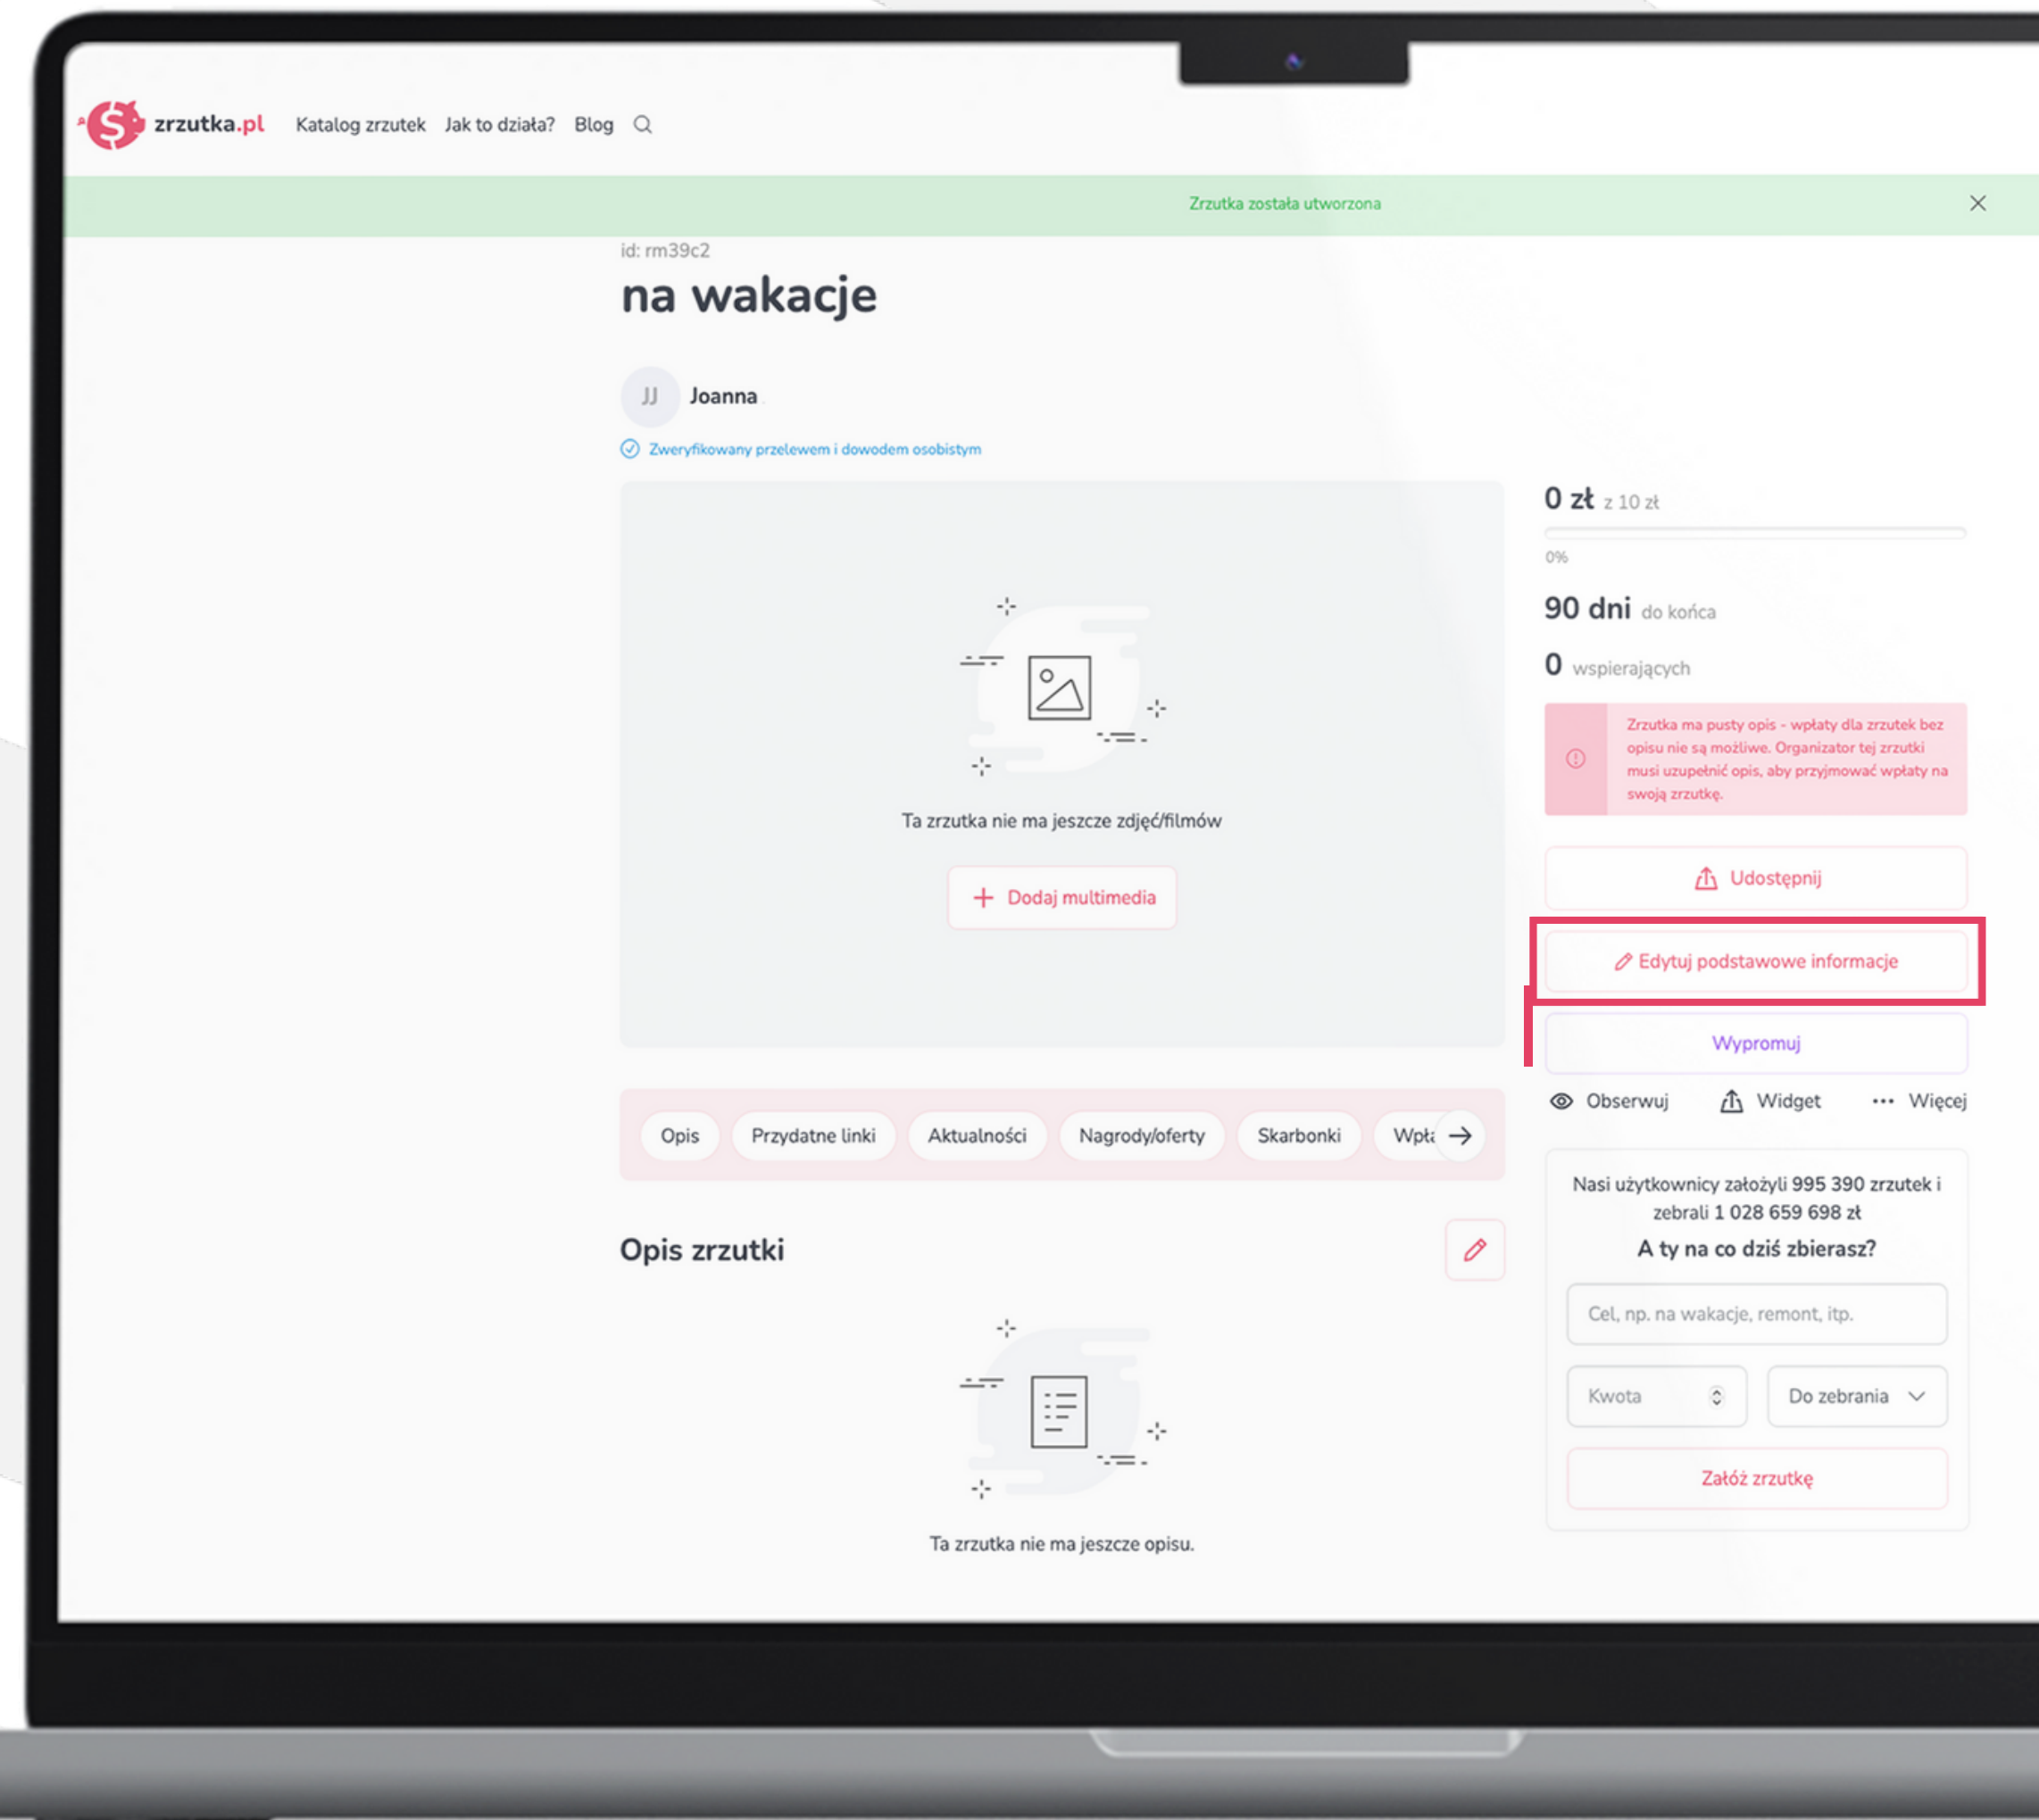 zrzutka.pl Katalog zrzutek Jak to działa? Blog
Zrzutka została utworzona
id: rm39c2
na wakacje
JJ Joanna
Zweryfikowany przelewem i dowodem osobistym
0 zł z 10 zł
0%
90 dni do końca
0 wspierających
Zrzutka ma pusty opis - wpłaty dla zrzutek bez
opisu nie są możliwe. Organizator tej zrzutki
musi uzupełnić opis, aby przyjmować wpłaty na
swoją zrzutkę.
Ta zrzutka nie ma jeszcze zdjęć/filmów
Dodaj multimedia
Udostępnij
Edytuj podstawowe informacje
Wypromuj
Obserwuj Widget Więcej
Opis Przydatne linki Aktualności Nagrody/oferty Skarbonki
Nasi użytkownicy założyli 995 390 zrzutek i
zebrali 1 028 659 698 zł
A ty na co dziś zbierasz?
Cel, np. na wakacje, remont, itp.
Kwota Do zebrania
Załóż zrzutkę
Opis zrzutki
Ta zrzutka nie ma jeszcze opisu.